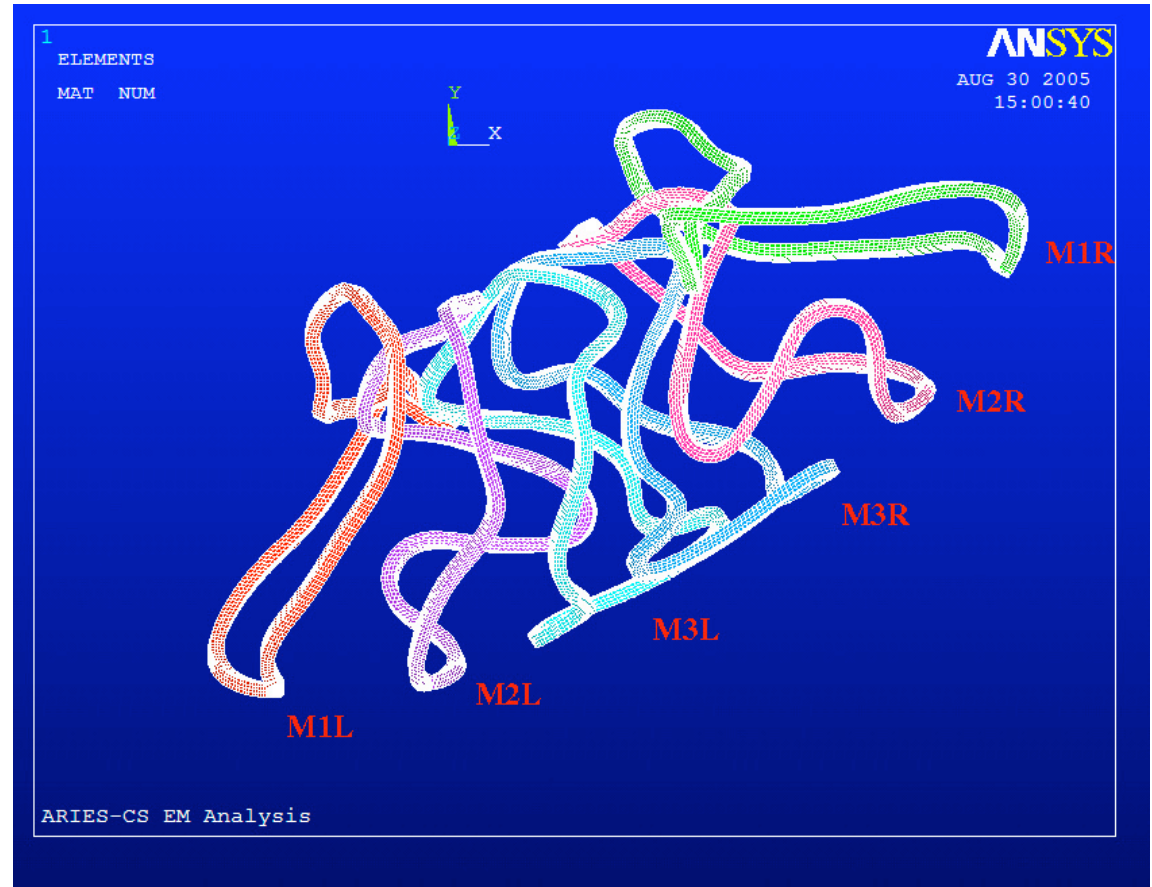 1
ELEMENTS
MAT NUM
ANSYS
AUG 30 2005
15:00:40
Y
Z X
M1R
M2R
M3R
M3L
M2L
M1L
ARIES-CS EM Analysis